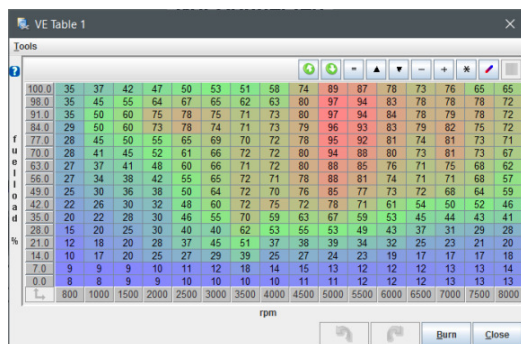 VE Table 1
Tools
100.0 35 37 42 47 50 53 51 58 74 89 87 78 73 76 65 65
98.0 35 45 55 64 67 65 62 63 80 97 94 83 78 78 78 72
91.0 35 50 60 75 78 75 71 73 80 97 94 84 78 79 78 72
84.0 29 50 60 73 78 74 71 73 80 96 93 83 79 82 75 72
77.0 28 45 50 55 65 69 70 72 78 95 92 81 74 81 73 71
70.0 28 41 45 52 61 66 72 72 80 94 88 80 73 81 73 67
63.0 27 37 41 48 60 66 71 72 80 88 85 76 71 75 68 62
56.0 27 34 38 42 55 65 72 71 78 88 81 74 71 71 68 57
49.0 25 30 36 38 50 64 72 70 76 85 77 73 72 68 64 59
42.0 22 26 30 32 48 60 72 75 72 78 71 61 54 50 52 46
35.0 20 22 28 30 46 55 70 59 63 67 59 53 45 44 43 41
28.0 15 20 25 30 40 40 62 53 55 53 49 43 37 31 29 28
21.0 12 18 20 28 37 45 51 37 38 39 34 32 25 23 21 20
14.0 10 17 20 25 27 29 39 25 27 24 23 19 17 17 17 18
7.0 9 9 9 10 11 12 18 14 15 13 12 12 12 13 13 14
0.0 8 8 9 9 10 10 10 10 11 11 12 12 12 12 13 13
800 1000 1500 2000 2500 3000 3500 4000 4500 5000 5500 6000 6500 7000 7500 8000
fuelload %
rpm
Burn Close